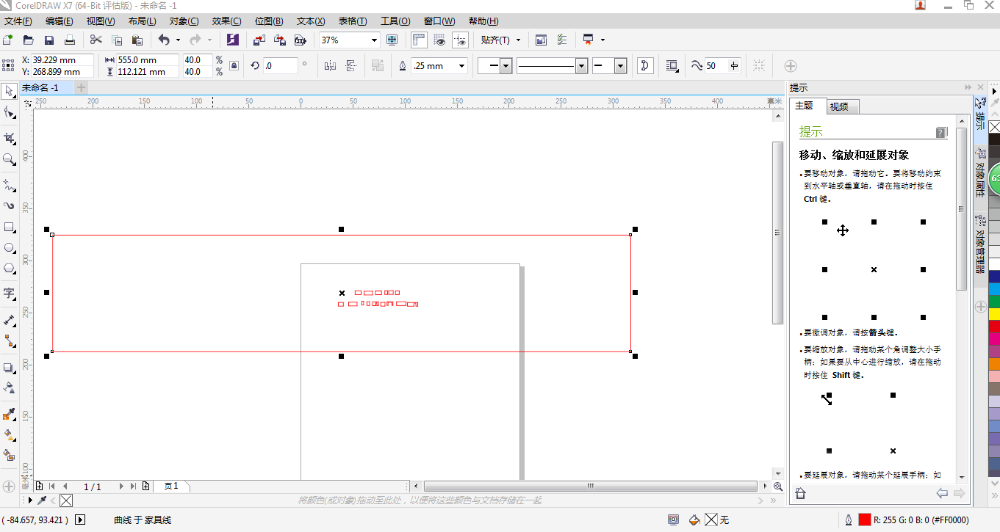 CorelDRAW X7 (64-Bit 评估版) - 未命名 -1
文件(F) 编辑(E) 视图(V) 布局(L) 对象(C) 效果(C) 位图(B) 文本(X) 表格(T) 工具(O) 窗口(W) 帮助(H)
37% 贴齐(T)
X: 39.229 mm 555.0 mm 40.0 %
Y: 268.899 mm 112.121 mm 40.0 %
.0 ° .25 mm 50
未命名 -1
250 200 150 100 50 0 50 100 150 200 250 300 350 400 毫米
400
350
300
250
200
150
100
毫米
提示
主题 视频
提示
移动、缩放和延展对象
•要移动对象，请拖动它。要将移动约束
到水平轴或垂直轴，请在拖动时按住
Ctrl 键。
•要微调对象，请按箭头键。
•要缩放对象，请拖动某个角调整大小手
柄；如果要从中心进行缩放，请在拖动
时按住 Shift 键。
•要延展对象，请拖动某个延展手柄；如
提示
对象属性
对象管理器
63
1 / 1 页1
将颜色(或对象)拖动至此处，以便将这些颜色与文档存储在一起
( -84.657, 93.421 ) 曲线 于 家具线 无 R: 255 G: 0 B: 0 (#FF0000)